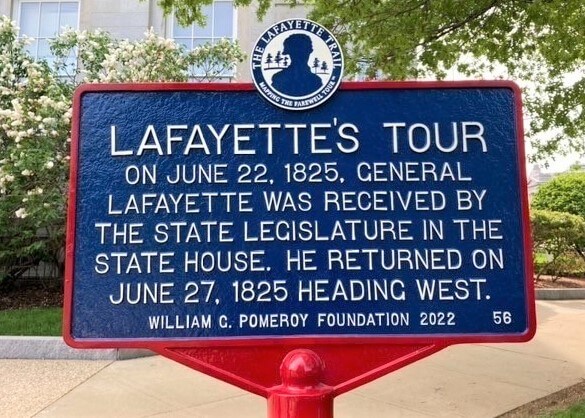 THE LAFAYETTE TRAIL
MAPPING THE FAREWELL TOUR
LAFAYETTE'S TOUR
ON JUNE 22, 1825, GENERAL
LAFAYETTE WAS RECEIVED BY
THE STATE LEGISLATURE IN THE
STATE HOUSE. HE RETURNED ON
JUNE 27, 1825 HEADING WEST.
WILLIAM G. POMEROY FOUNDATION 2022 56